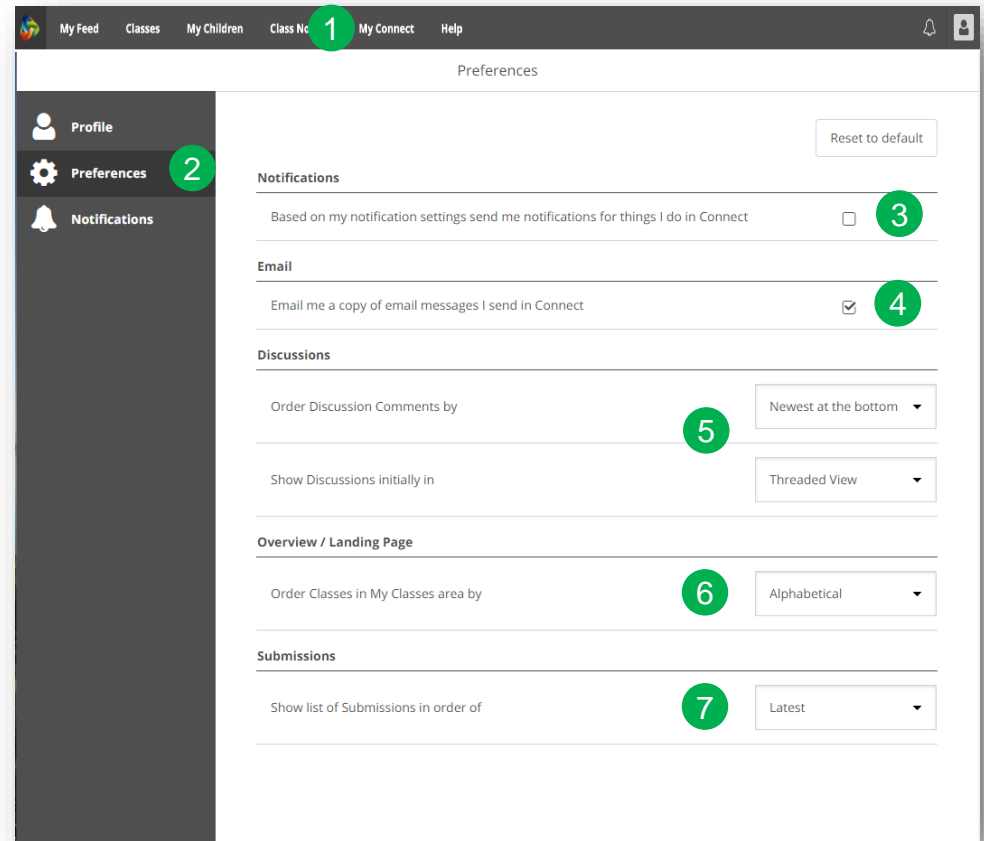 My Feed Classes My Children Class No 1 My Connect Help
Preferences
Profile
Preferences 2
Notifications
Reset to default
Notifications
Based on my notification settings send me notifications for things I do in Connect 3
Email
Email me a copy of email messages I send in Connect 4
Discussions
Order Discussion Comments by Newest at the bottom
5
Show Discussions initially in Threaded View
Overview / Landing Page
Order Classes in My Classes area by 6 Alphabetical
Submissions
Show list of Submissions in order of 7 Latest